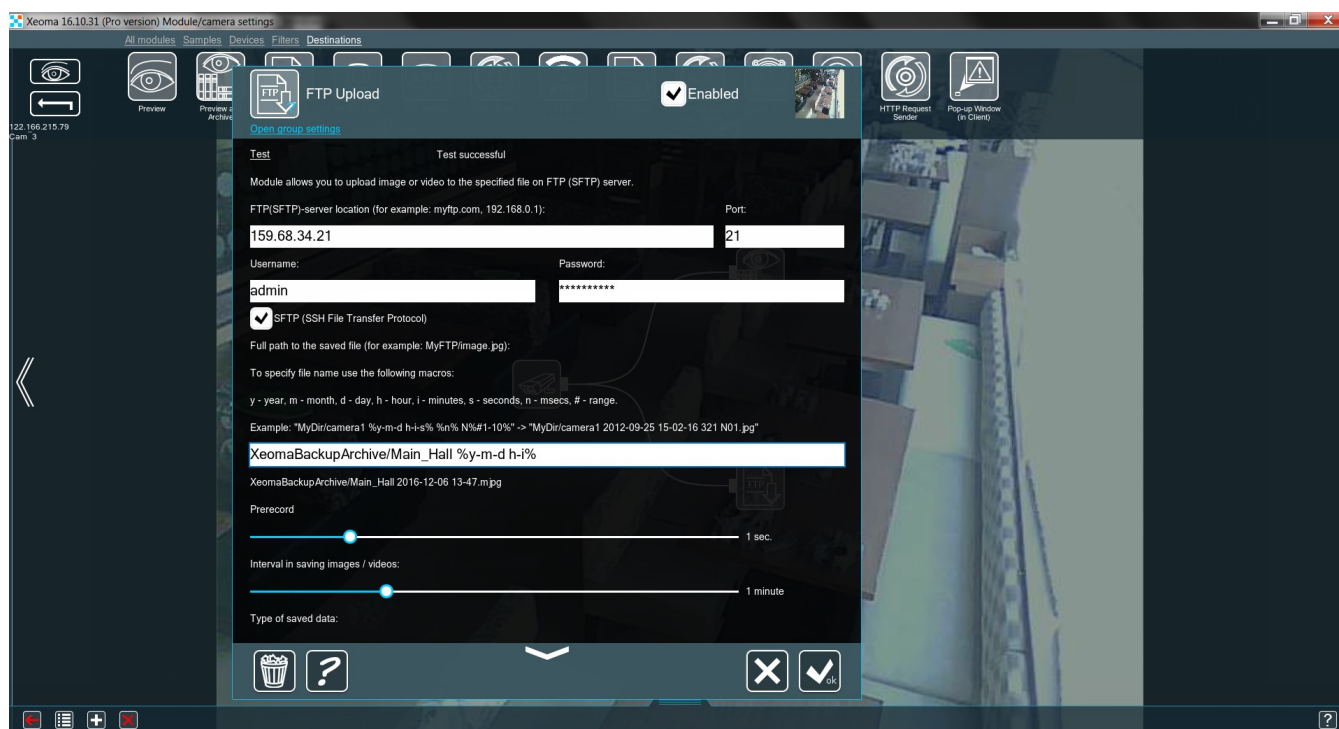 Xeoma 16.10.31 (Pro version) Module/camera settings
All modules Samples Devices Filters Destinations
Preview
Preview a
Archive
HTTP Request
Sender
Pop-up Window
(in Client)
122.166.215.79
Cam 3
FTP
FTP Upload
Enabled
Open group settings
Test Test successful
Module allows you to upload image or video to the specified file on FTP (SFTP) server.
FTP(SFTP)-server location (for example: myftp.com, 192.168.0.1): Port:
159.68.34.21 21
Username: Password:
admin **********
SFTP (SSH File Transfer Protocol)
Full path to the saved file (for example: MyFTP/image.jpg):
To specify file name use the following macros:
y - year, m - month, d - day, h - hour, i - minutes, s - seconds, n - msecs, # - range.
Example: "MyDir/camera1 %y-m-d h-i-s% %n% N%#1-10%" -> "MyDir/camera1 2012-09-25 15-02-16 321 N01.jpg"
XeomaBackupArchive/Main_Hall %y-m-d h-i%
XeomaBackupArchive/Main_Hall 2016-12-06 13-47.mjpg
FTP
Prerecord
1 sec.
Interval in saving images / videos:
1 minute
Type of saved data:
?
ok
?